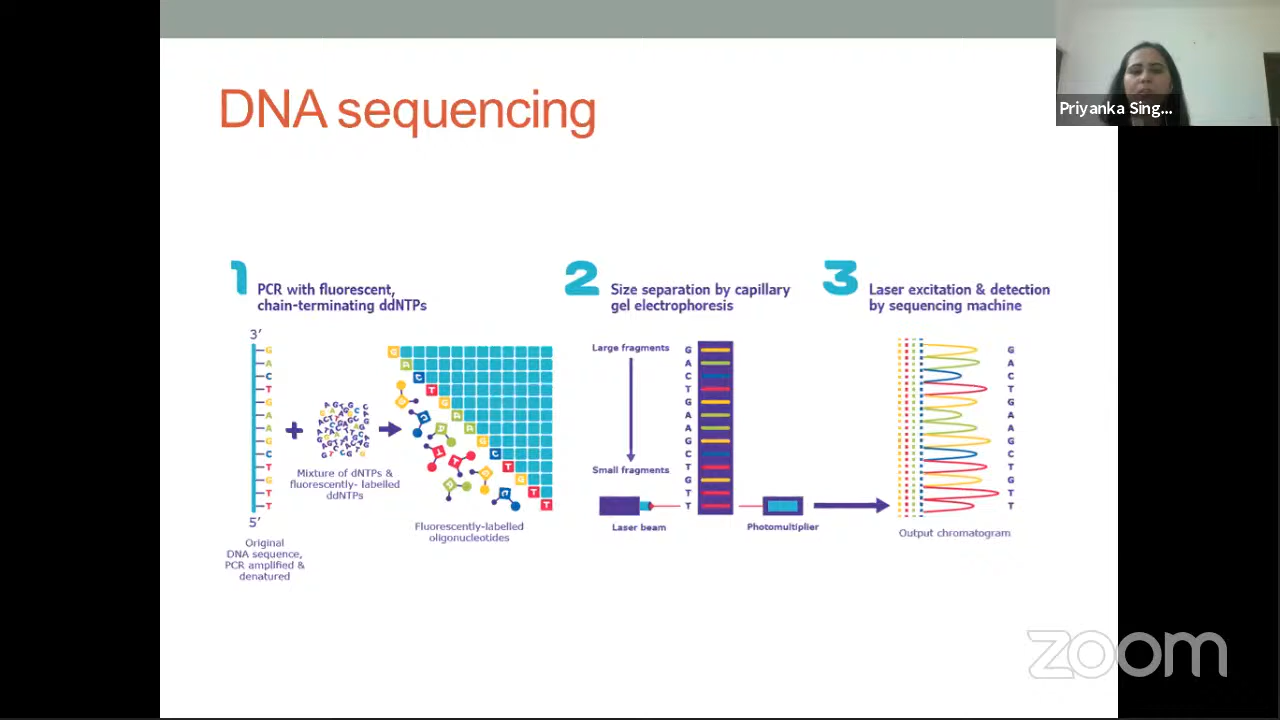 DNA sequencing
Priyanka Sing...
1 PCR with fluorescent,
chain-terminating ddNTPs
3’
G
A
C
T
G
A
A
G
C
T
G
T
T
5’
Original
DNA sequence,
PCR amplified &
denatured
+
Mixture of dNTPs &
fluorescently- labelled
ddNTPs
G
A
C
T
G
A
A
G
C
T
G
T
T
Fluorescently-labelled
oligonucleotides
2 Size separation by capillary
gel electrophoresis
Large fragments
Small fragments
G
A
C
T
G
A
A
G
C
T
G
T
T
Laser beam
Photomultiplier
3 Laser excitation & detection
by sequencing machine
G
A
C
T
G
A
A
G
C
T
G
T
T
Output chromatogram
zoom